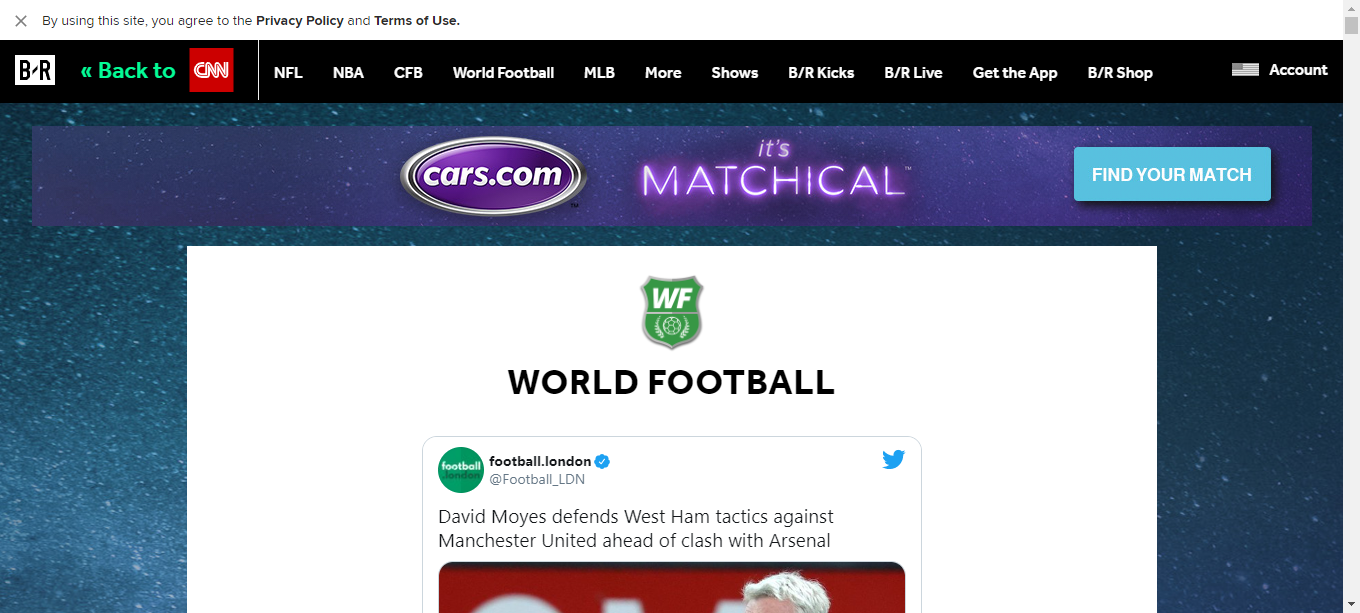 By using this site, you agree to the Privacy Policy and Terms of Use.
B/R « Back to CNN NFL NBA CFB World Football MLB More Shows B/R Kicks B/R Live Get the App B/R Shop Account
cars.com™ it's MATCHICAL™ FIND YOUR MATCH
WF
WORLD FOOTBALL
football london
football.london
@Football_LDN
David Moyes defends West Ham tactics against
Manchester United ahead of clash with Arsenal